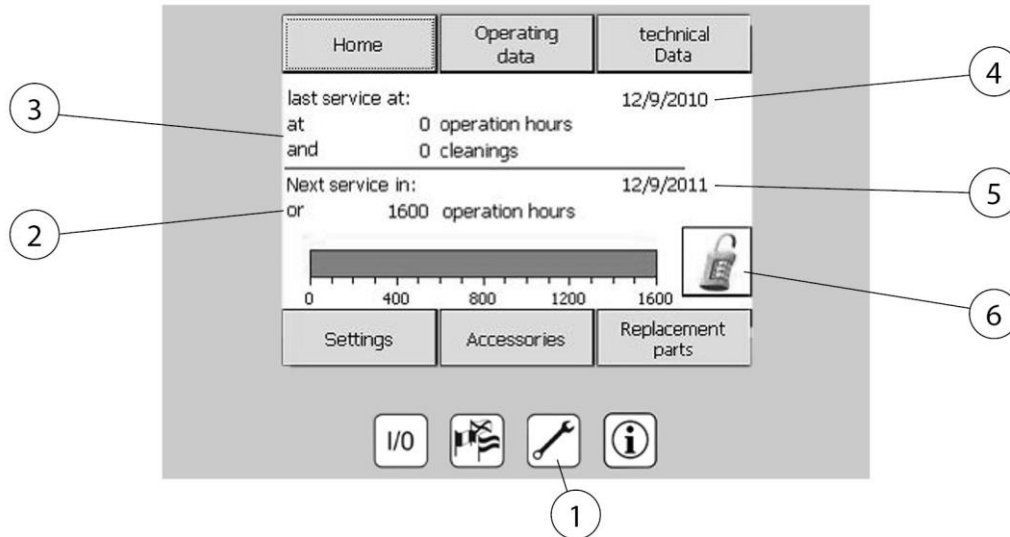 Home
Operating
data
technical
Data
last service at: 12/9/2010
at 0 operation hours
and 0 cleanings
Next service in: 12/9/2011
or 1600 operation hours
0 400 800 1200 1600
Settings
Accessories
Replacement
parts
I/0
i
1
2
3
4
5
6